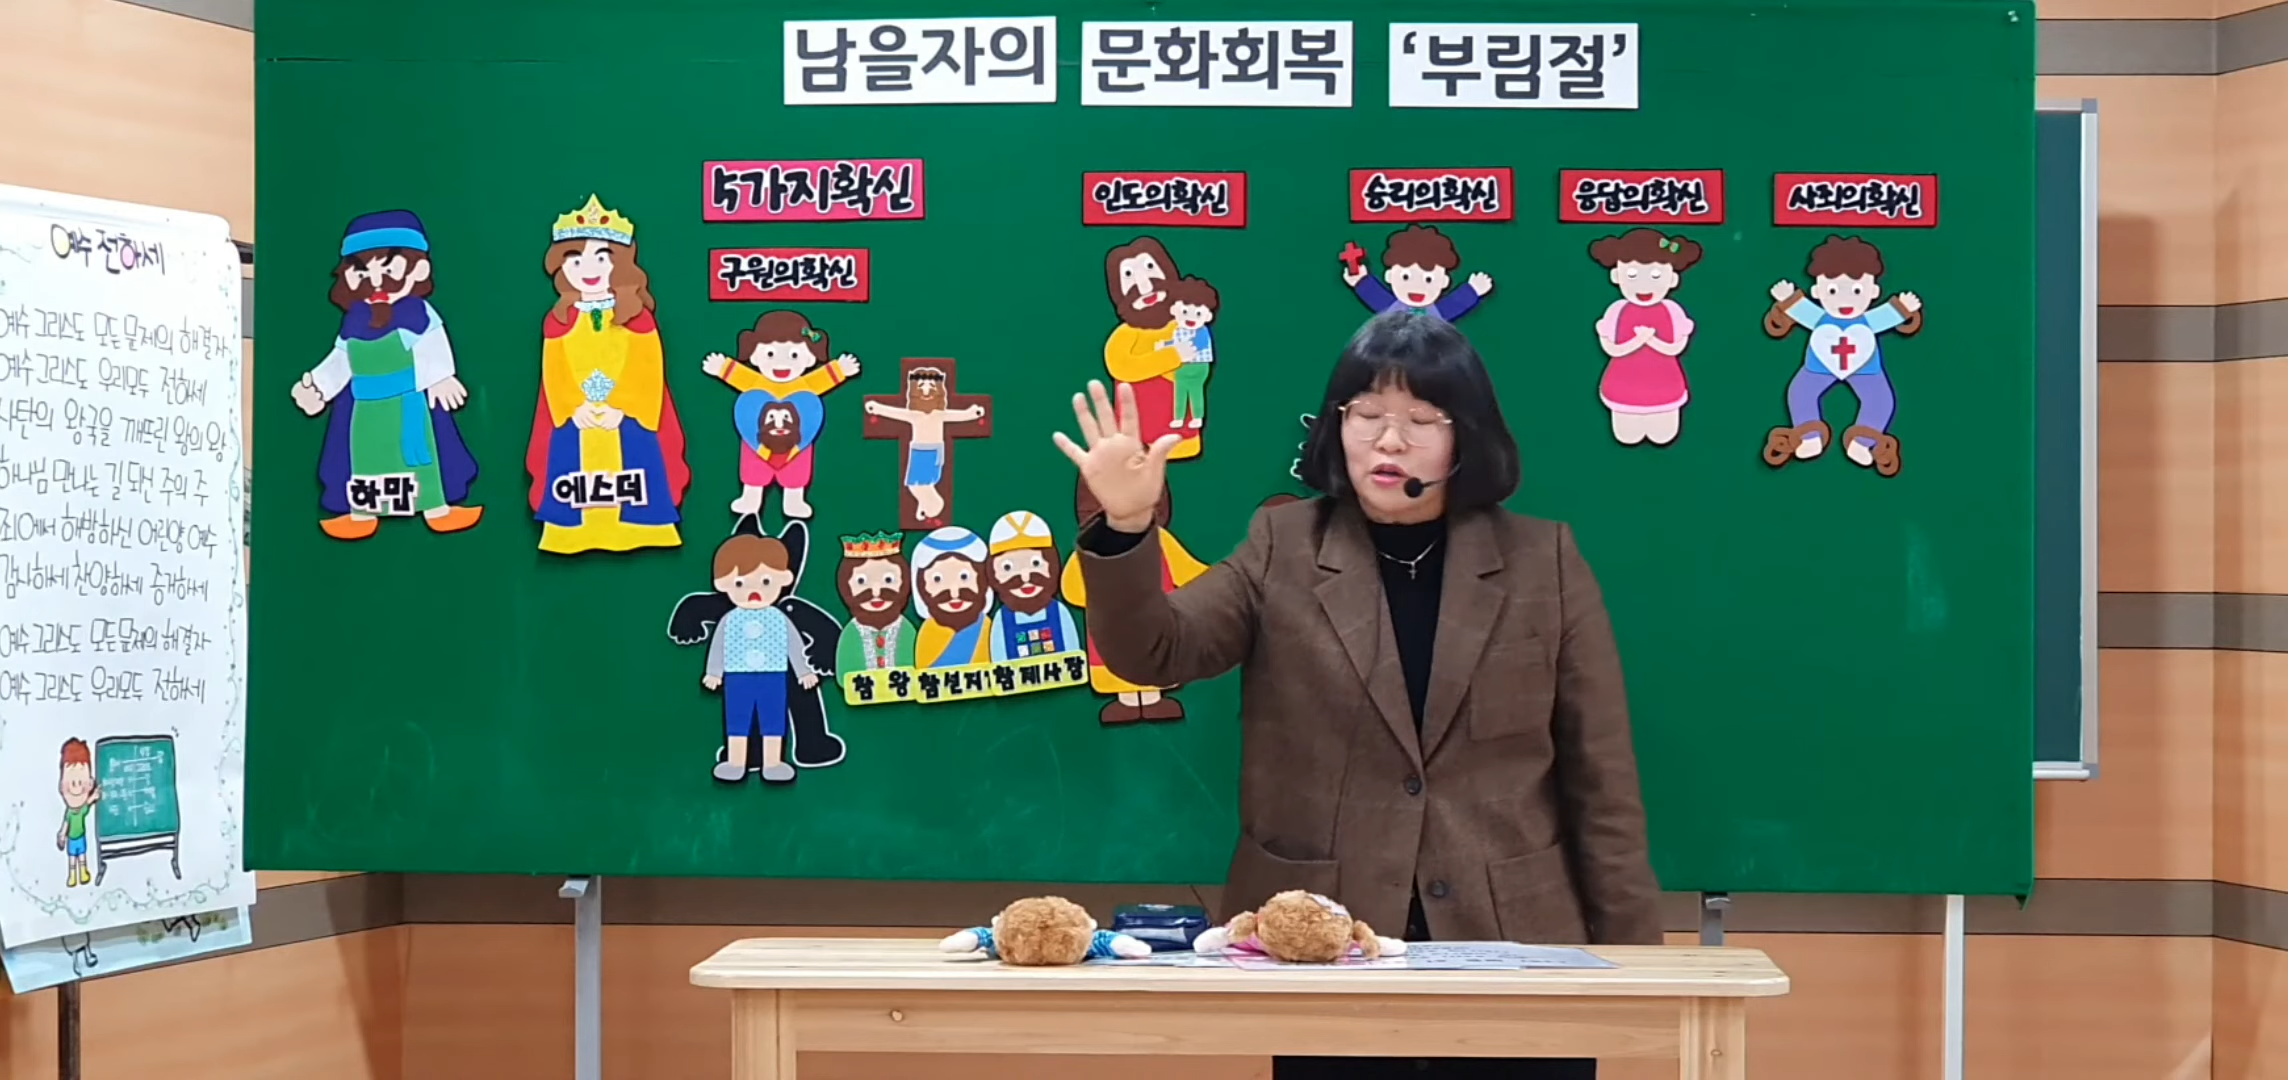 남을자의 문화회복 '부림절'
5가지확신
구원의확신
인도의확신
승리의확신
응답의확신
사죄의확신
하만
에스더
참 왕
참선지
참제사장
예수 전하세
예수 그리스도 모든 문제의 해결자
예수 그리스도 우리모두 전하세
사탄의 왕국을 깨뜨린 왕의 왕
하나님 만나는 길 되신 주의 주
죄에서 해방하신 어린양 예수
감사하세 찬양하세 증거하세
예수 그리스도 모든문제의 해결자
예수 그리스도 우리모두 전하세